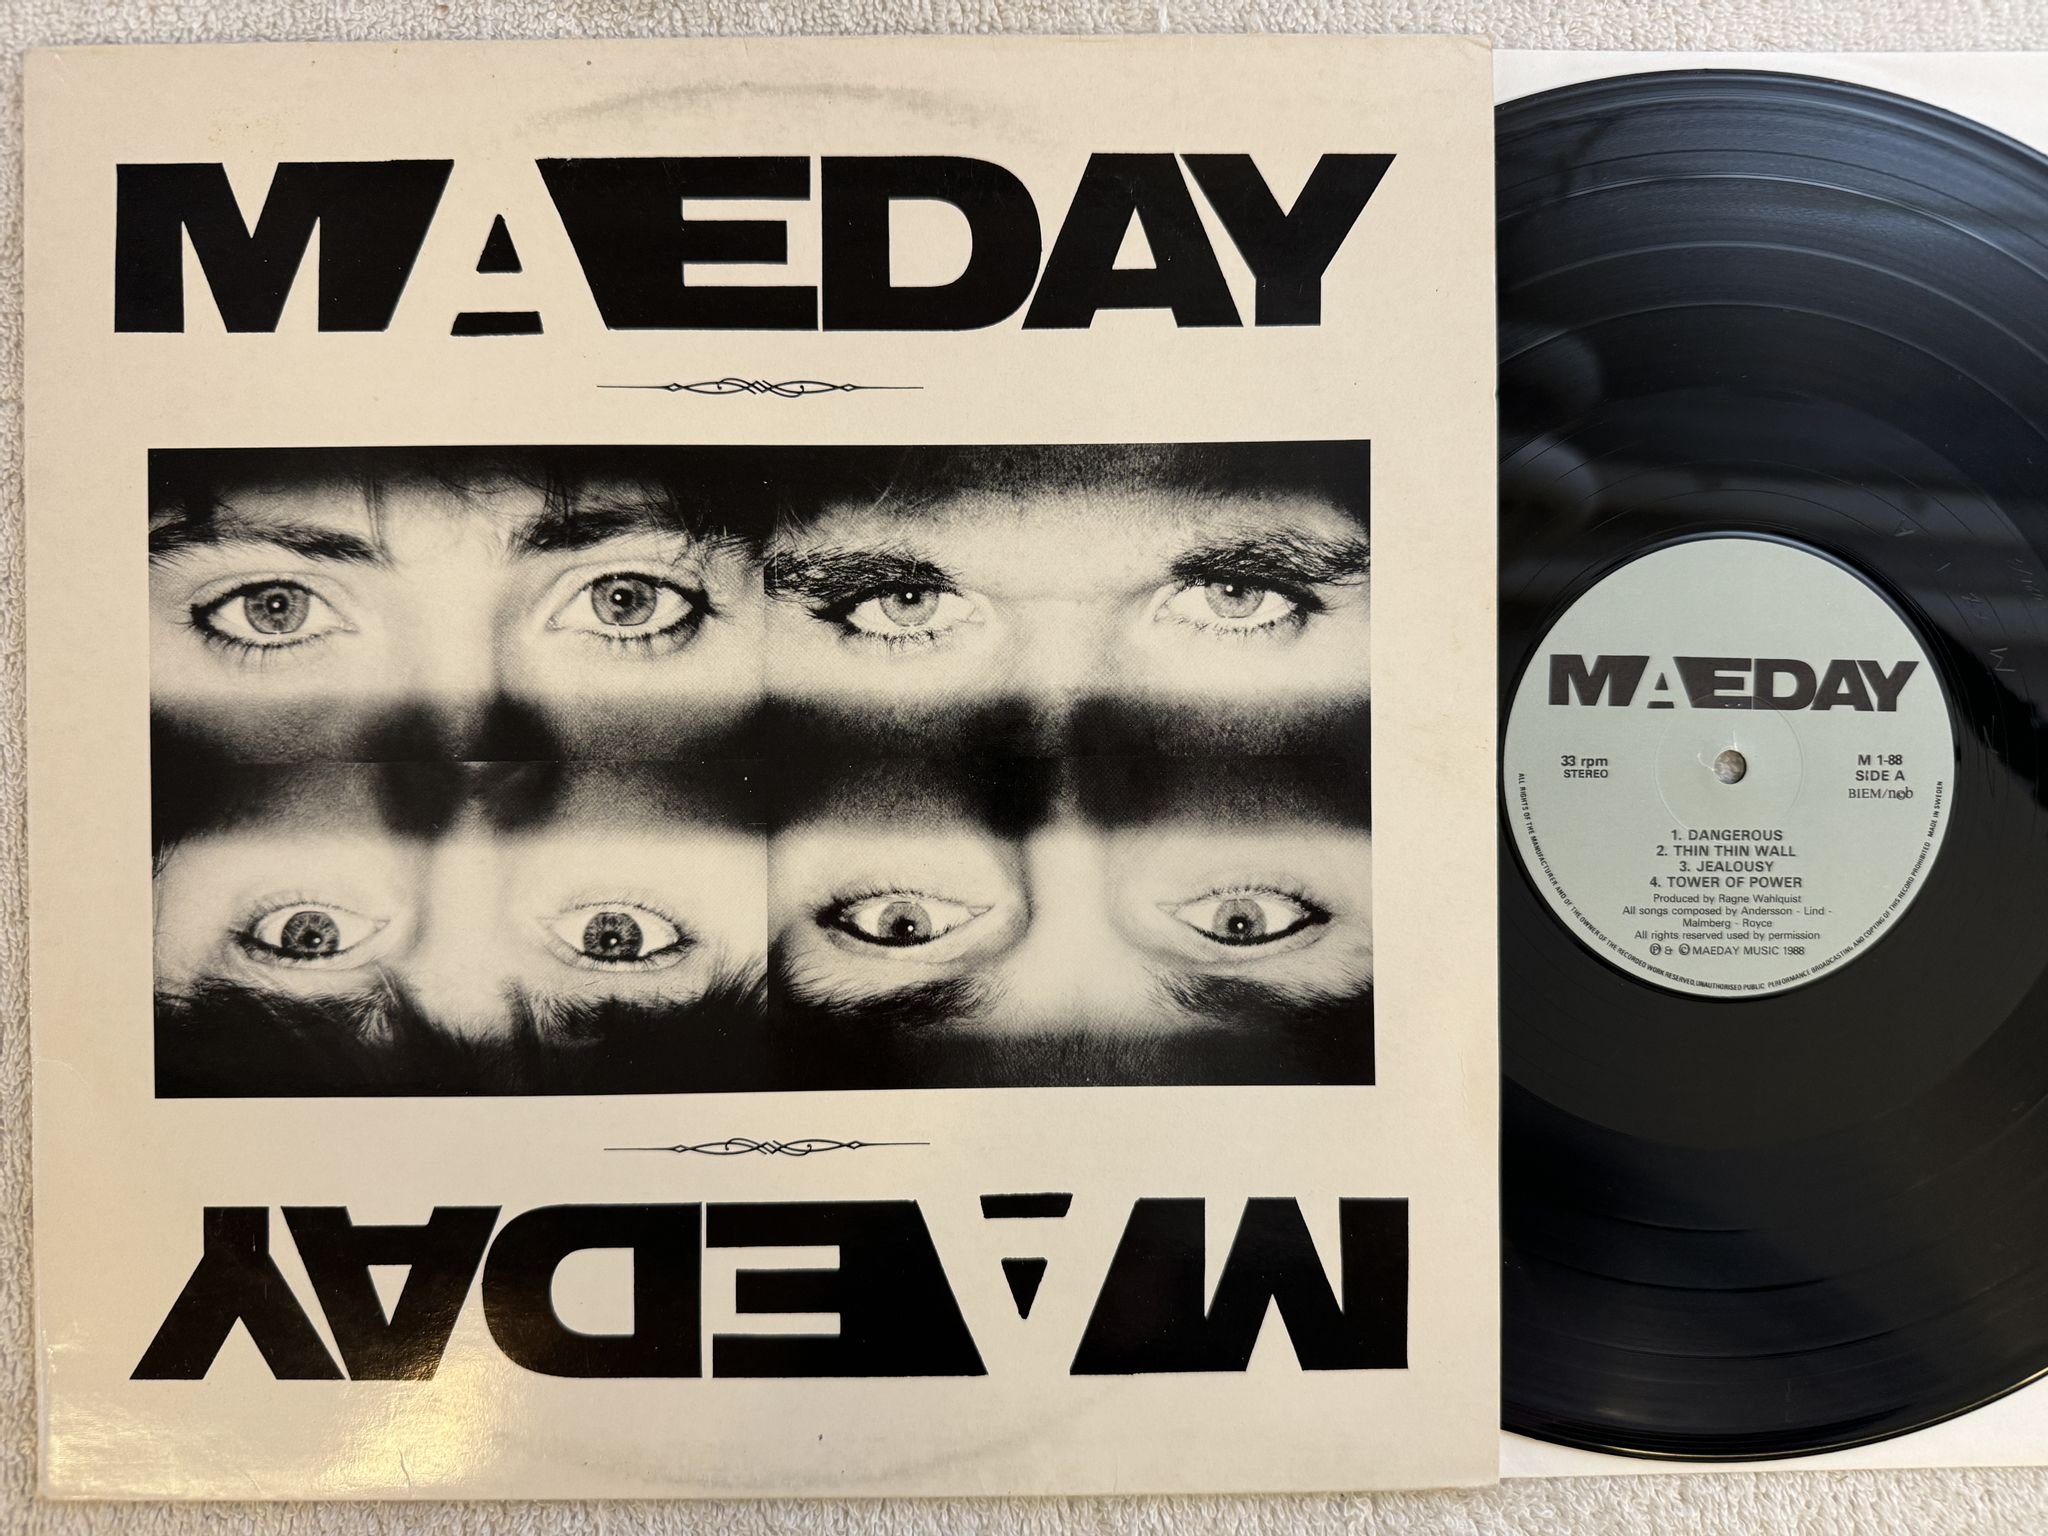 MAEDAY
MAEDAY
MAEDAY
33 rpm
STEREO
M 1-88
SIDE A
BIEM/n©b
1. DANGEROUS
2. THIN THIN WALL
3. JEALOUSY
4. TOWER OF POWER
Produced by Ragne Wahlquist
All songs composed by Andersson - Lind -
Malmberg - Royce
All rights reserved used by permission
℗ & © MAEDAY MUSIC 1988
ALL RIGHTS OF THE MANUFACTURER AND OF THE OWNER OF THE RECORDED WORK RESERVED. UNAUTHORISED PUBLIC PERFORMANCE BROADCASTING AND COPYING OF THIS RECORD PROHIBITED MADE IN SWEDEN